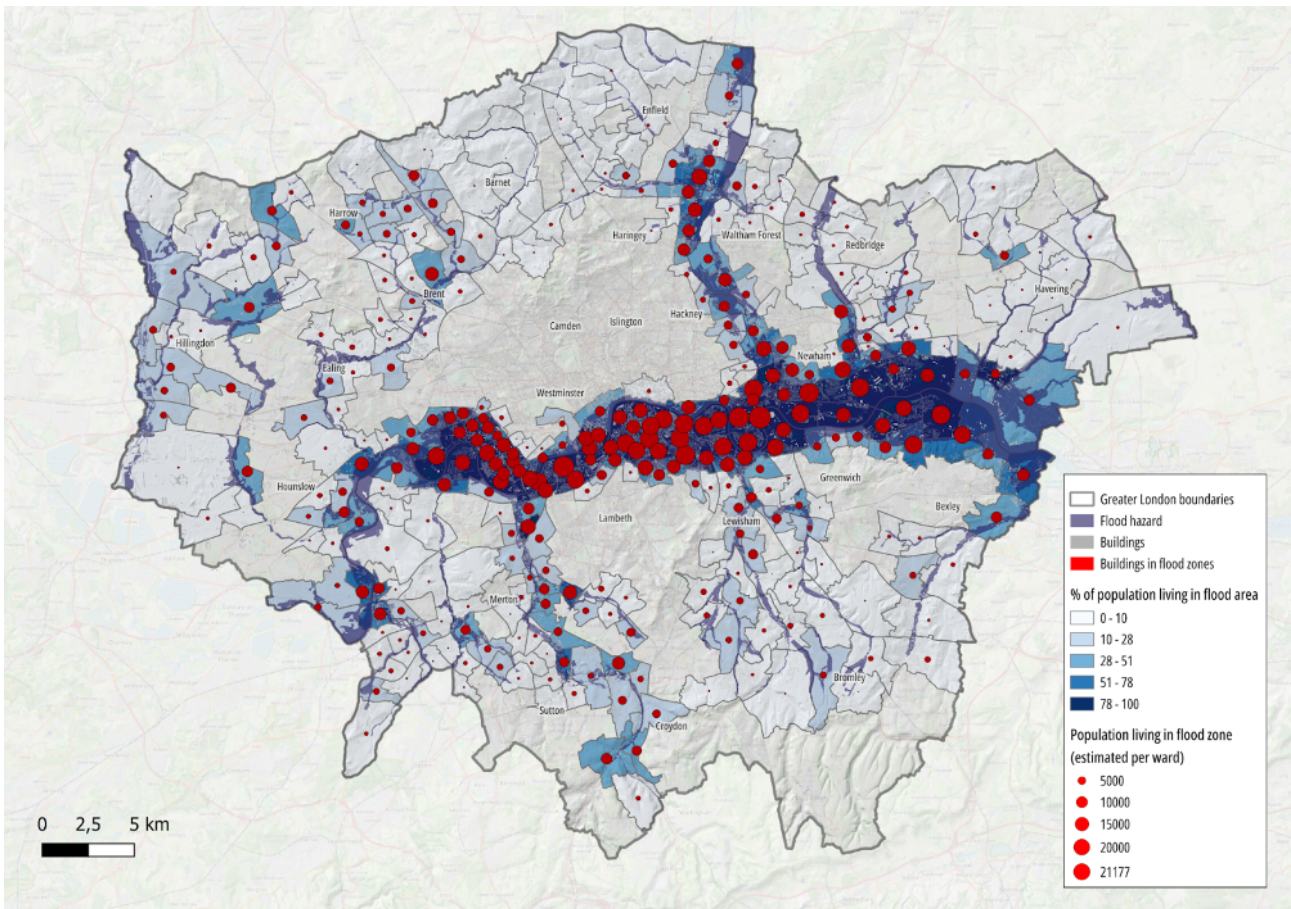 Enfield
Barnet
Harrow
Haringey
Waltham Forest
Redbridge
Havering
Brent
Hackney
Camden
Islington
Hillingdon
Newham
Ealing
Westminster
Hounslow
Greenwich
Bexley
Lambeth
Lewisham
Merton
Bromley
Sutton
Croydon
Greater London boundaries
Flood hazard
Buildings
Buildings in flood zones
% of population living in flood area
0 - 10
10 - 28
28 - 51
51 - 78
78 - 100
Population living in flood zone
(estimated per ward)
5000
10000
15000
20000
21177
0 2,5 5 km